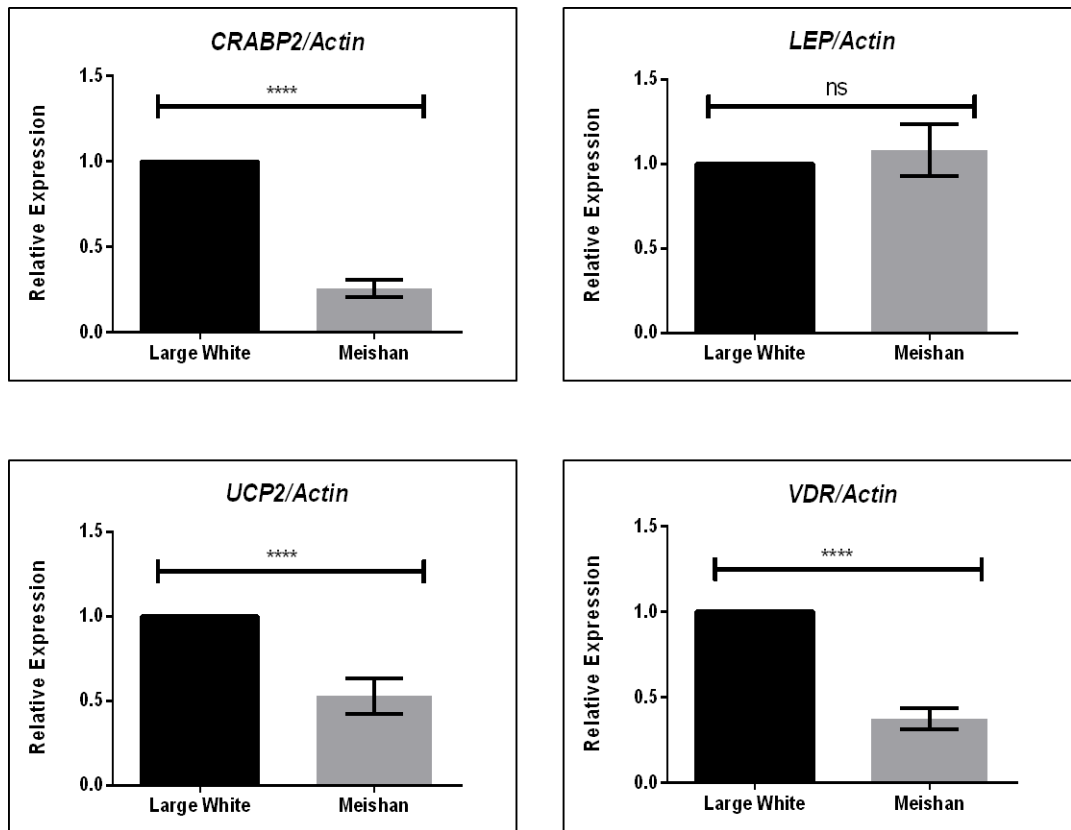 CRABP2/Actin
Relative Expression
1.5
1.0
0.5
0.0
****
Large White
Meishan
LEP/Actin
Relative Expression
1.5
1.0
0.5
0.0
ns
Large White
Meishan
UCP2/Actin
Relative Expression
1.5
1.0
0.5
0.0
****
Large White
Meishan
VDR/Actin
Relative Expression
1.5
1.0
0.5
0.0
****
Large White
Meishan